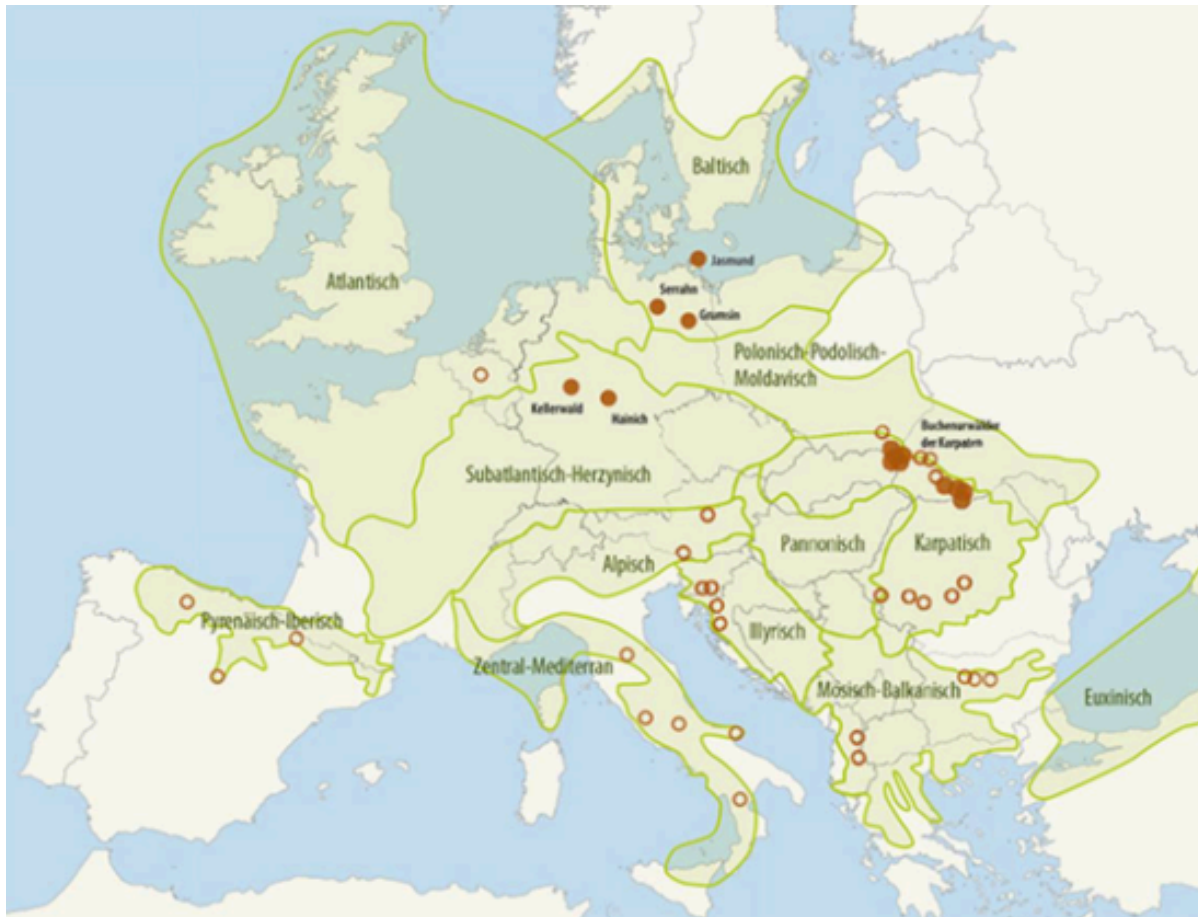 Baltisch
Jasmund
Atlantisch
Serrahn
Grumsin
Polonisch-Podolisch-
Moldavisch
Kellerwald
Hainich
Buchenurwälder
der Karpaten
Subatlantisch-Herzynisch
Alpisch
Pannonisch
Karpatisch
Pyrenäisch-Iberisch
Illyrisch
Zentral-Mediterran
Mösisch-Balkanisch
Euxinisch